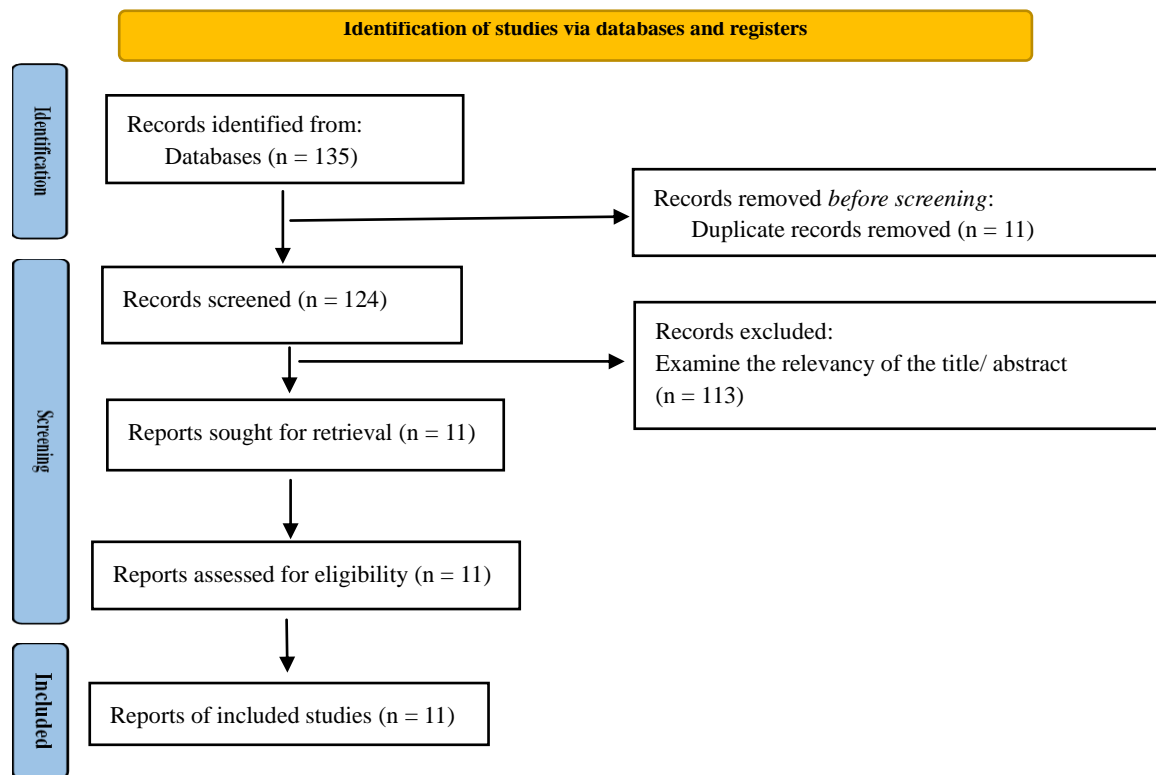 Identification of studies via databases and registers
Identification
Records identified from:
Databases (n = 135)
Records removed before screening:
Duplicate records removed (n = 11)
Screening
Records screened (n = 124)
Records excluded:
Examine the relevancy of the title/ abstract
(n = 113)
Reports sought for retrieval (n = 11)
Reports assessed for eligibility (n = 11)
Included
Reports of included studies (n = 11)